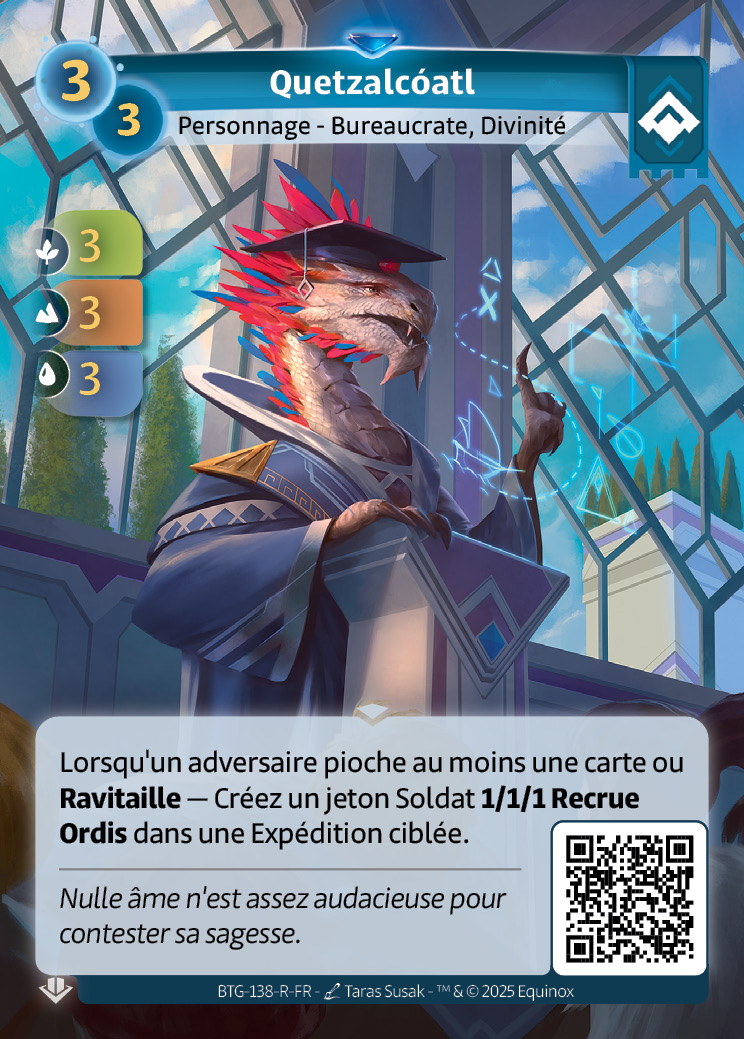 3
Quetzalcóatl
3
Personnage - Bureaucrate, Divinité
3
3
3
Lorsqu'un adversaire pioche au moins une carte ou
Ravitaille — Créez un jeton Soldat 1/1/1 Recrue
Ordis dans une Expédition ciblée.
Nulle âme n'est assez audacieuse pour
contester sa sagesse.
BTG-138-R-FR - Taras Susak - ™ & © 2025 Equinox